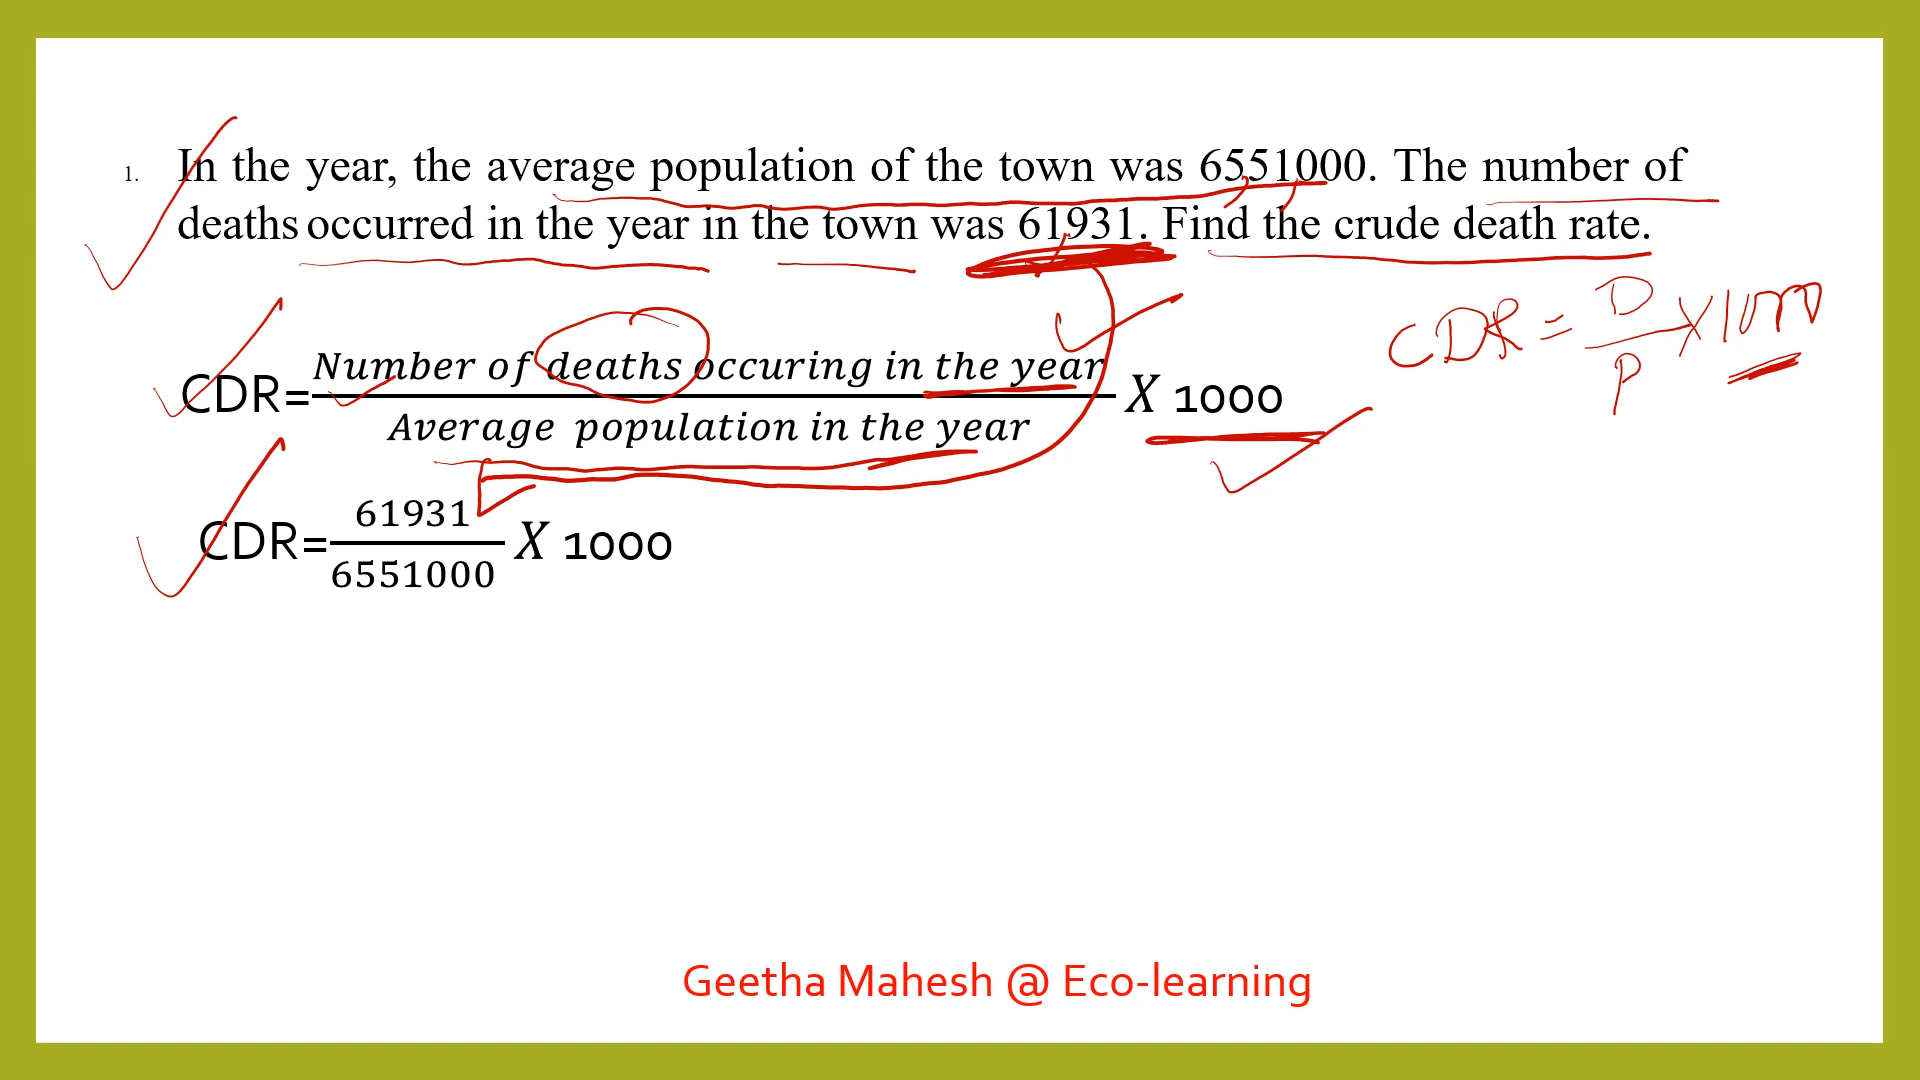 1. In the year, the average population of the town was 6551000. The number of
deaths occurred in the year in the town was 61931. Find the crude death rate.
CDR = D/P X 1000
CDR= Number of deaths occuring in the year / Average population in the year X 1000
CDR= 61931 / 6551000 X 1000
Geetha Mahesh @ Eco-learning